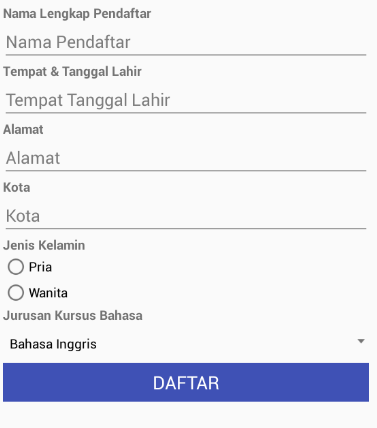 Nama Lengkap Pendaftar
Nama Pendaftar
Tempat & Tanggal Lahir
Tempat Tanggal Lahir
Alamat
Alamat
Kota
Kota
Jenis Kelamin
Pria
Wanita
Jurusan Kursus Bahasa
Bahasa Inggris
DAFTAR